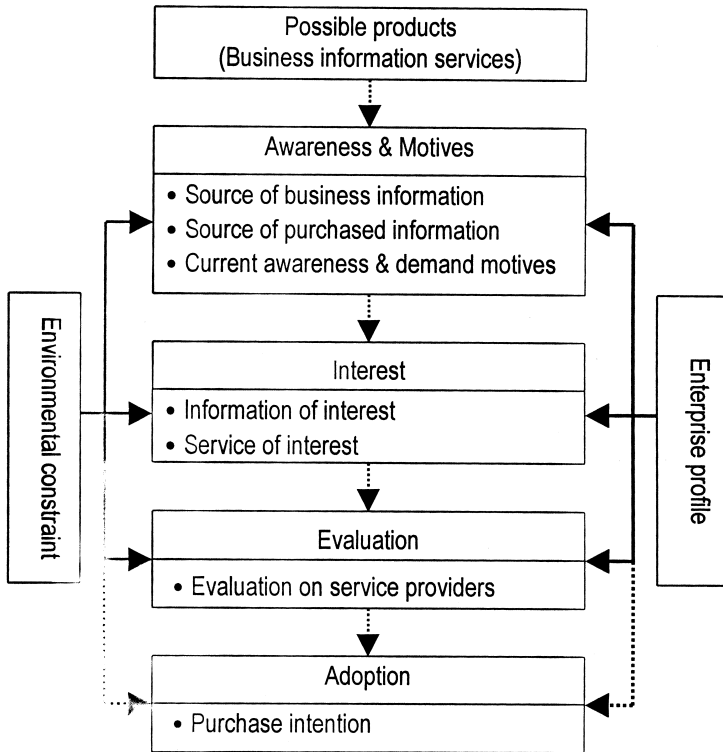 Possible products
(Business information services)
Awareness & Motives
• Source of business information
• Source of purchased information
• Current awareness & demand motives
Environmental constraint
Interest
• Information of interest
• Service of interest
Enterprise profile
Evaluation
• Evaluation on service providers
Adoption
• Purchase intention